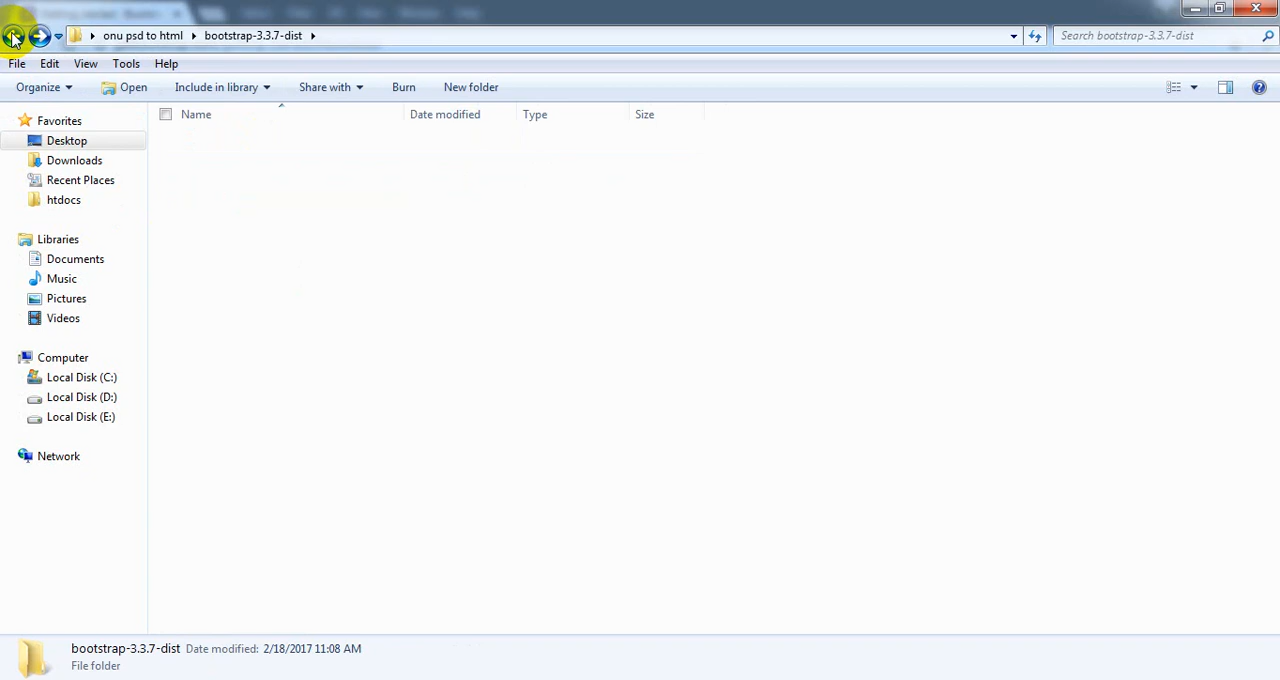 onu psd to html bootstrap-3.3.7-dist Search bootstrap-3.3.7-dist
File Edit View Tools Help
Organize Open Include in library Share with Burn New folder
Name Date modified Type Size
Favorites
Desktop
Downloads
Recent Places
htdocs
Libraries
Documents
Music
Pictures
Videos
Computer
Local Disk (C:)
Local Disk (D:)
Local Disk (E:)
Network
bootstrap-3.3.7-dist Date modified: 2/18/2017 11:08 AM
File folder